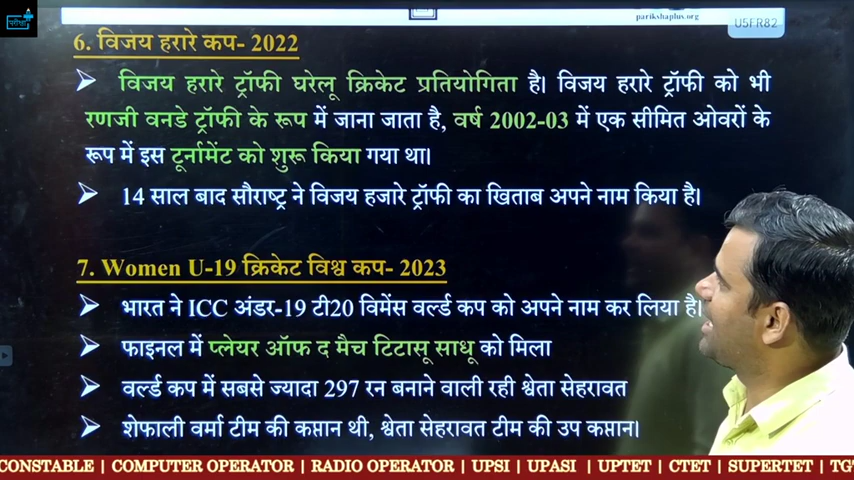 परीक्षा
parikshaplus.org
U5FR82
6. विजय हरारे कप- 2022
➤ विजय हरारे ट्रॉफी घरेलू क्रिकेट प्रतियोगिता है। विजय हरारे ट्रॉफी को भी
रणजी वनडे ट्रॉफी के रूप में जाना जाता है, वर्ष 2002-03 में एक सीमित ओवरों के
रूप में इस टूर्नामेंट को शुरू किया गया था।
➤ 14 साल बाद सौराष्ट्र ने विजय हजारे ट्रॉफी का खिताब अपने नाम किया है।
7. Women U-19 क्रिकेट विश्व कप- 2023
➤ भारत ने ICC अंडर-19 टी20 विमेंस वर्ल्ड कप को अपने नाम कर लिया है।
➤ फाइनल में प्लेयर ऑफ द मैच टिटासू साधू को मिला
➤ वर्ल्ड कप में सबसे ज्यादा 297 रन बनाने वाली रही श्वेता सेहरावत
➤ शेफाली वर्मा टीम की कप्तान थी, श्वेता सेहरावत टीम की उप कप्तान।
CONSTABLE | COMPUTER OPERATOR | RADIO OPERATOR | UPSI | UPASI | UPTET | CTET | SUPERTET | TGT